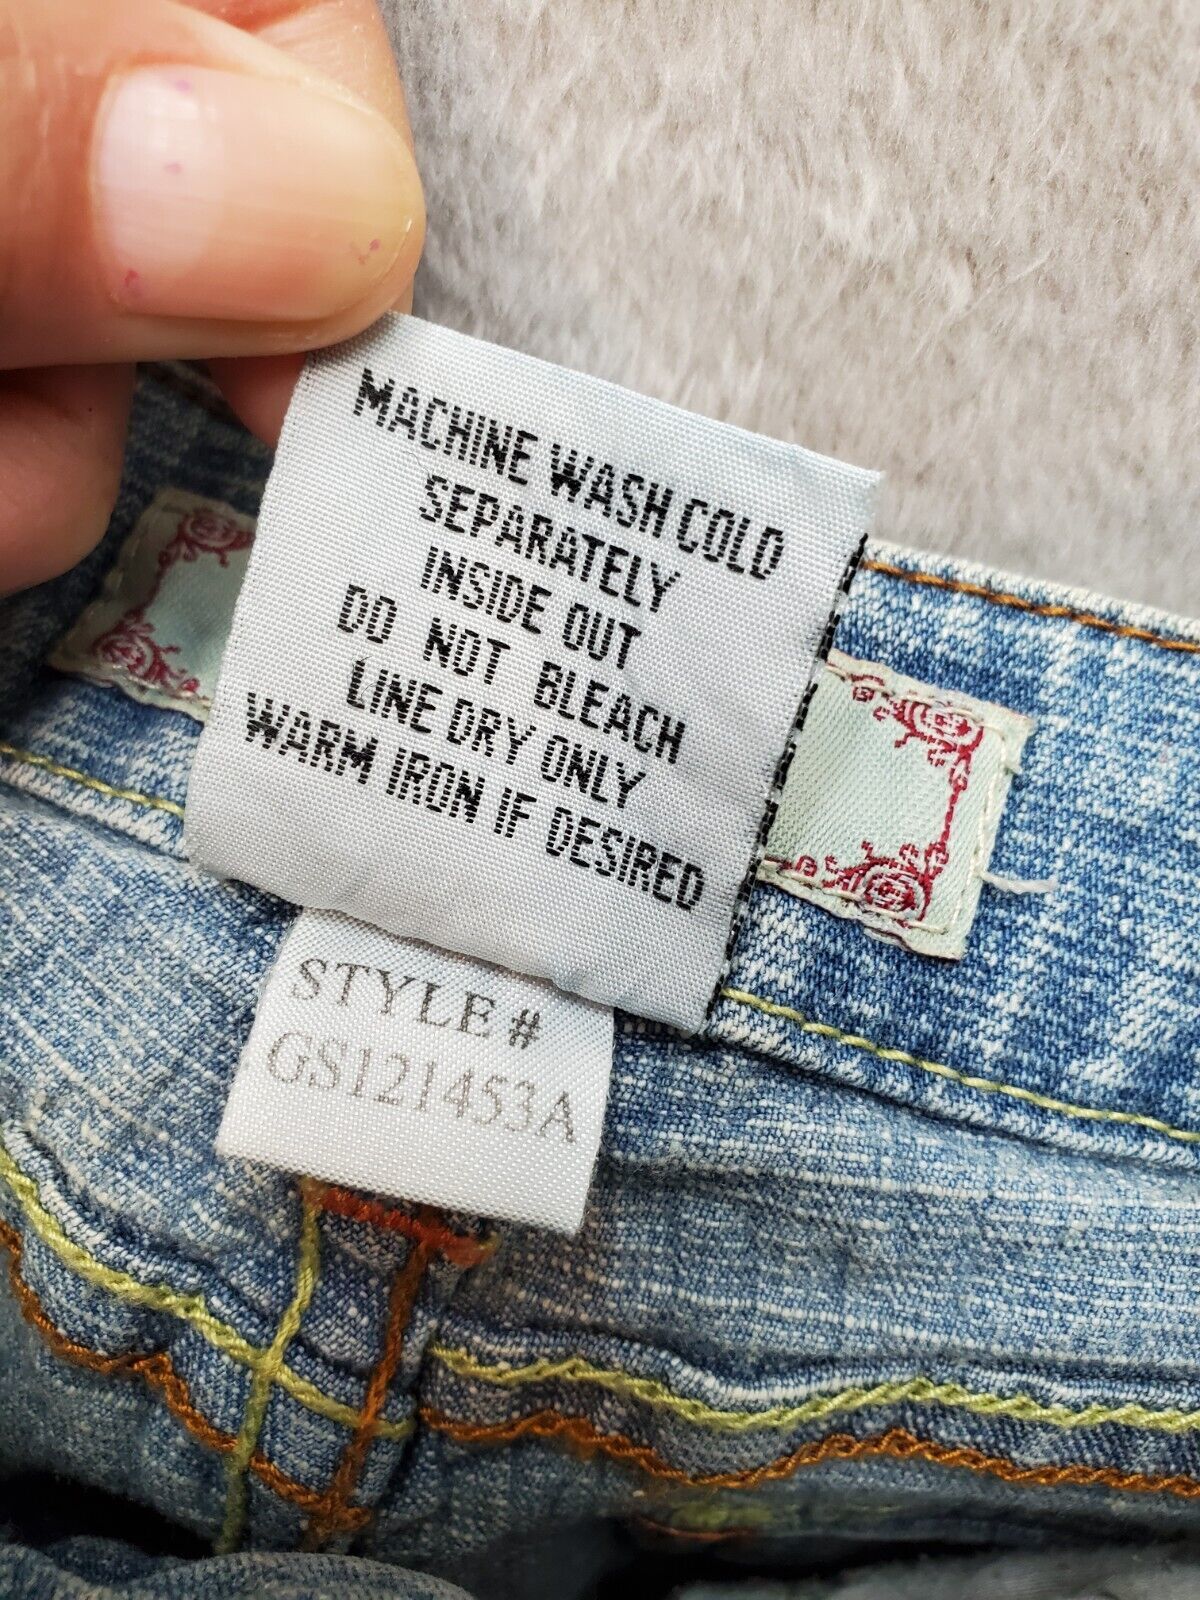 MACHINE WASH COLD
SEPARATELY
INSIDE OUT
DO NOT BLEACH
LINE DRY ONLY
WARM IRON IF DESIRED
STYLE #
GS121453A